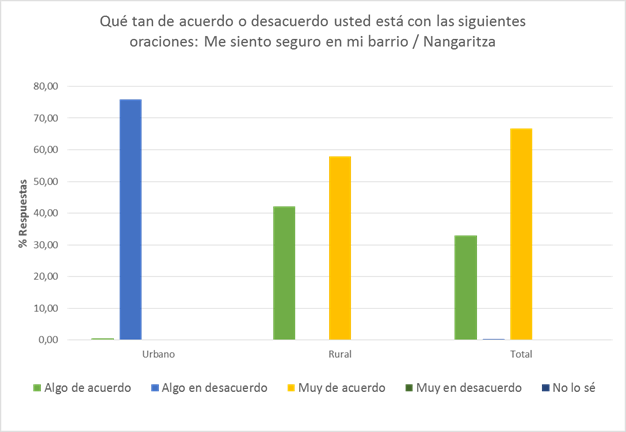 Qué tan de acuerdo o desacuerdo usted está con las siguientes
oraciones: Me siento seguro en mi barrio / Nangaritza
% Respuestas
80,00
70,00
60,00
50,00
40,00
30,00
20,00
10,00
0,00
Urbano Rural Total
Algo de acuerdo Algo en desacuerdo Muy de acuerdo Muy en desacuerdo No lo sé